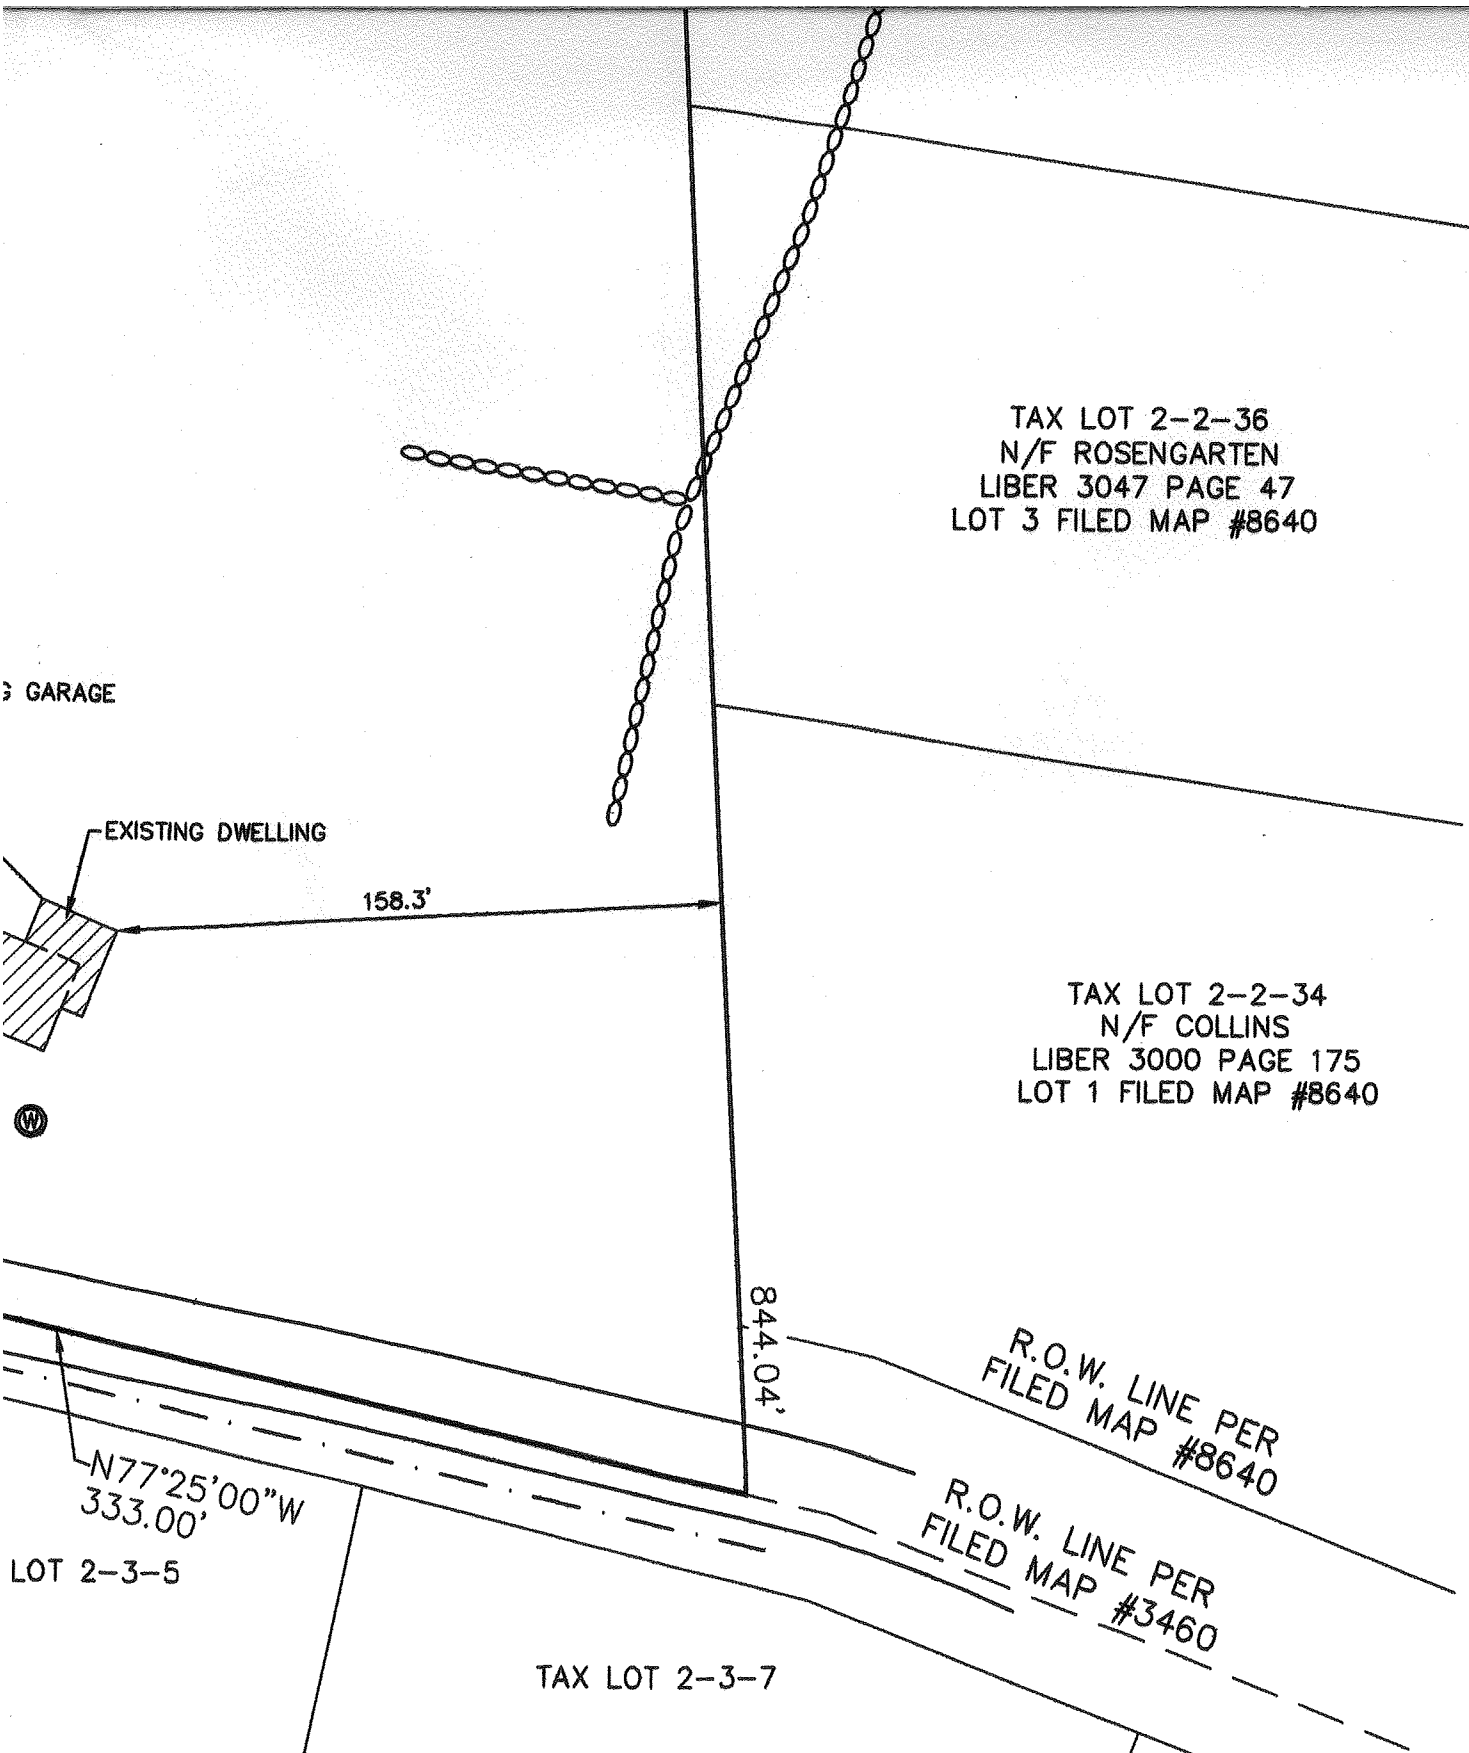 TAX LOT 2-2-36
N/F ROSENGARTEN
LIBER 3047 PAGE 47
LOT 3 FILED MAP #8640
GARAGE
EXISTING DWELLING
158.3'
TAX LOT 2-2-34
N/F COLLINS
LIBER 3000 PAGE 175
LOT 1 FILED MAP #8640
W
844.04'
R.O.W. LINE PER
FILED MAP #8640
N77°25'00"W
333.00'
R.O.W. LINE PER
FILED MAP #3460
LOT 2-3-5
TAX LOT 2-3-7